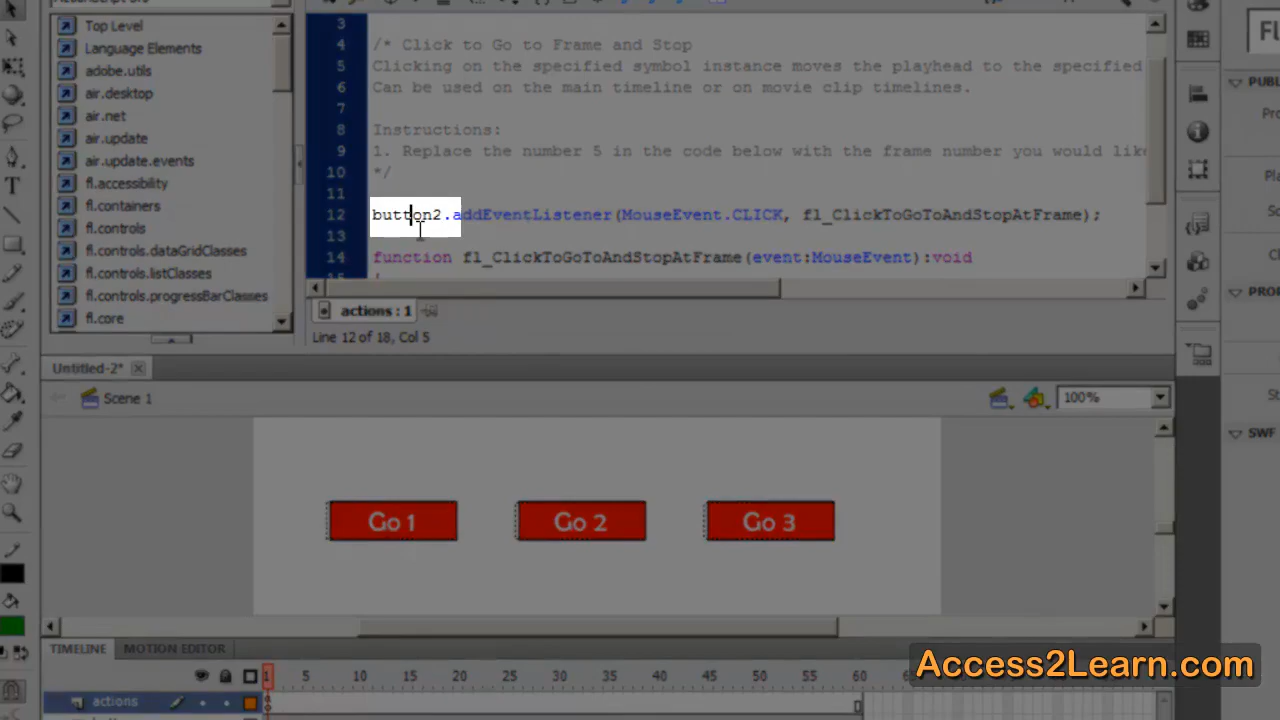 3
Top Level
4 /* Click to Go to Frame and Stop
Language Elements
5 Clicking on the specified symbol instance moves the playhead to the specified
adobe.utils
6 Can be used on the main timeline or on movie clip timelines.
air.desktop
7
air.net
8 Instructions:
air.update
9 1. Replace the number 5 in the code below with the frame number you would like
air.update.events
10 */
fl.accessibility
11
fl.containers
12 button2.addEventListener(MouseEvent.CLICK, fl_ClickToGoToAndStopAtFrame);
fl.controls
13
fl.controls.dataGridClasses
14 function fl_ClickToGoToAndStopAtFrame(event:MouseEvent):void
fl.controls.listClasses
fl.controls.progressBarClasses
fl.core
actions : 1
Line 12 of 18, Col 5
Untitled-2*
Scene 1
100%
Go 1 Go 2 Go 3
TIMELINE MOTION EDITOR
1 5 10 15 20 25 30 35 40 45 50 55 60
actions
Access2Learn.com
SWF